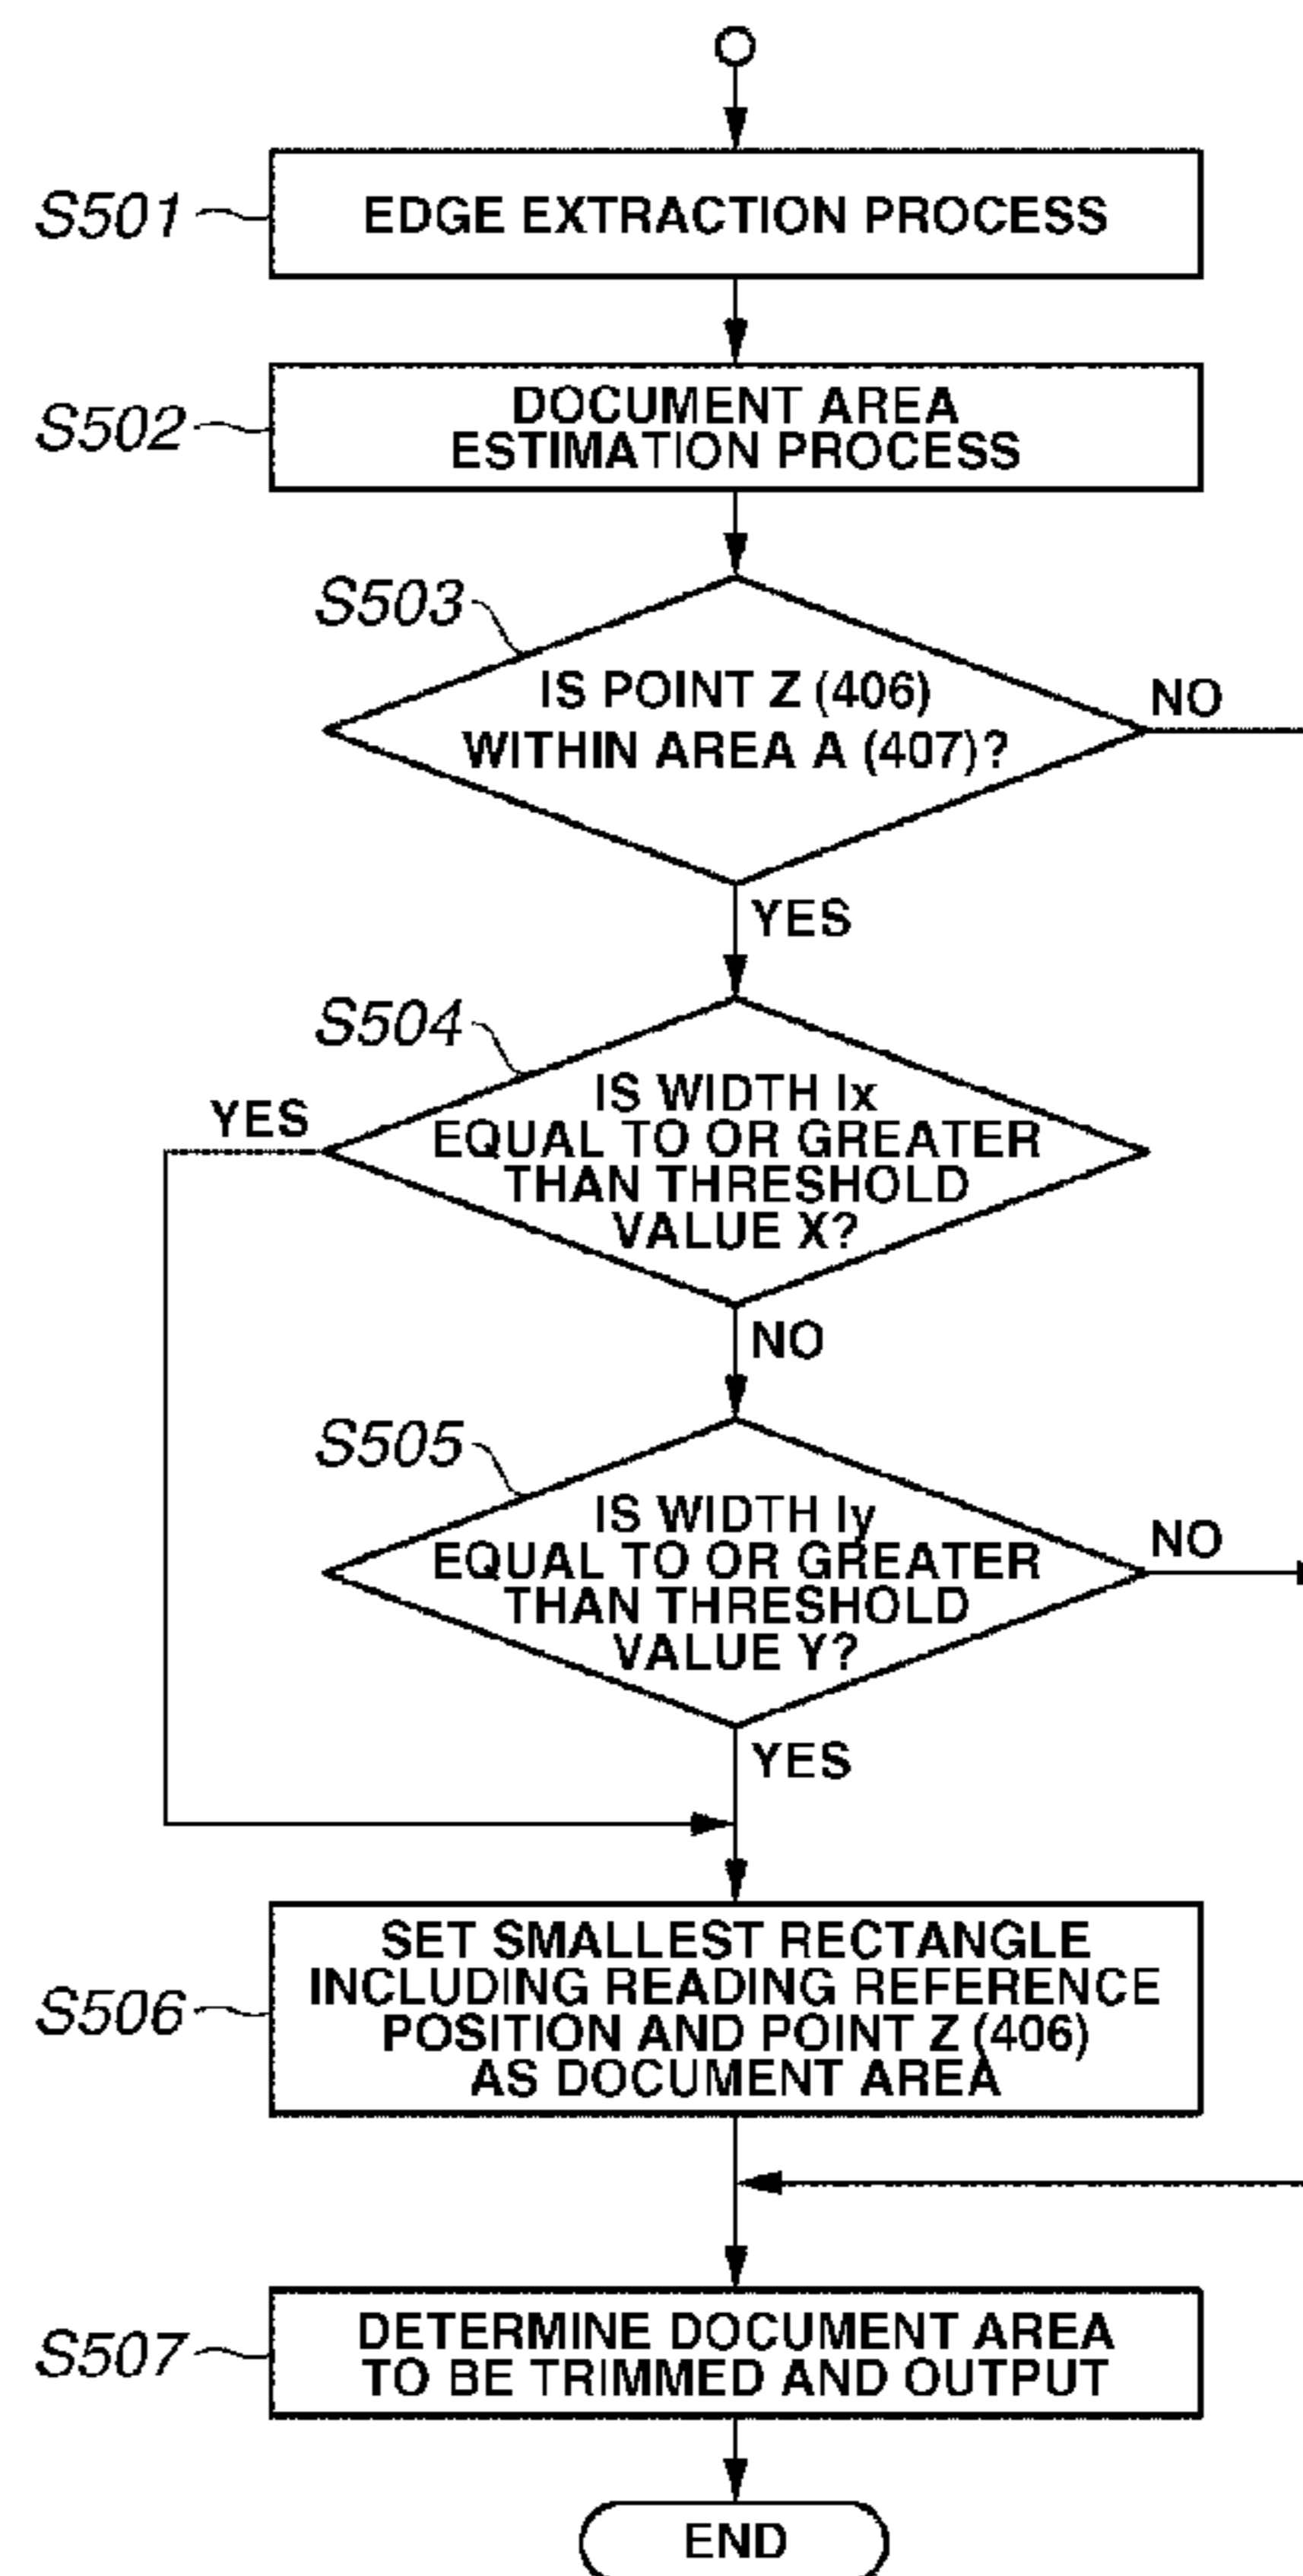 S501
EDGE EXTRACTION PROCESS
S502
DOCUMENT AREA
ESTIMATION PROCESS
S503
IS POINT Z (406)
WITHIN AREA A (407)?
NO
YES
S504
IS WIDTH lx
EQUAL TO OR GREATER
THAN THRESHOLD
VALUE X?
YES
NO
S505
IS WIDTH ly
EQUAL TO OR GREATER
THAN THRESHOLD
VALUE Y?
NO
YES
S506
SET SMALLEST RECTANGLE
INCLUDING READING REFERENCE
POSITION AND POINT Z (406)
AS DOCUMENT AREA
S507
DETERMINE DOCUMENT AREA
TO BE TRIMMED AND OUTPUT
END